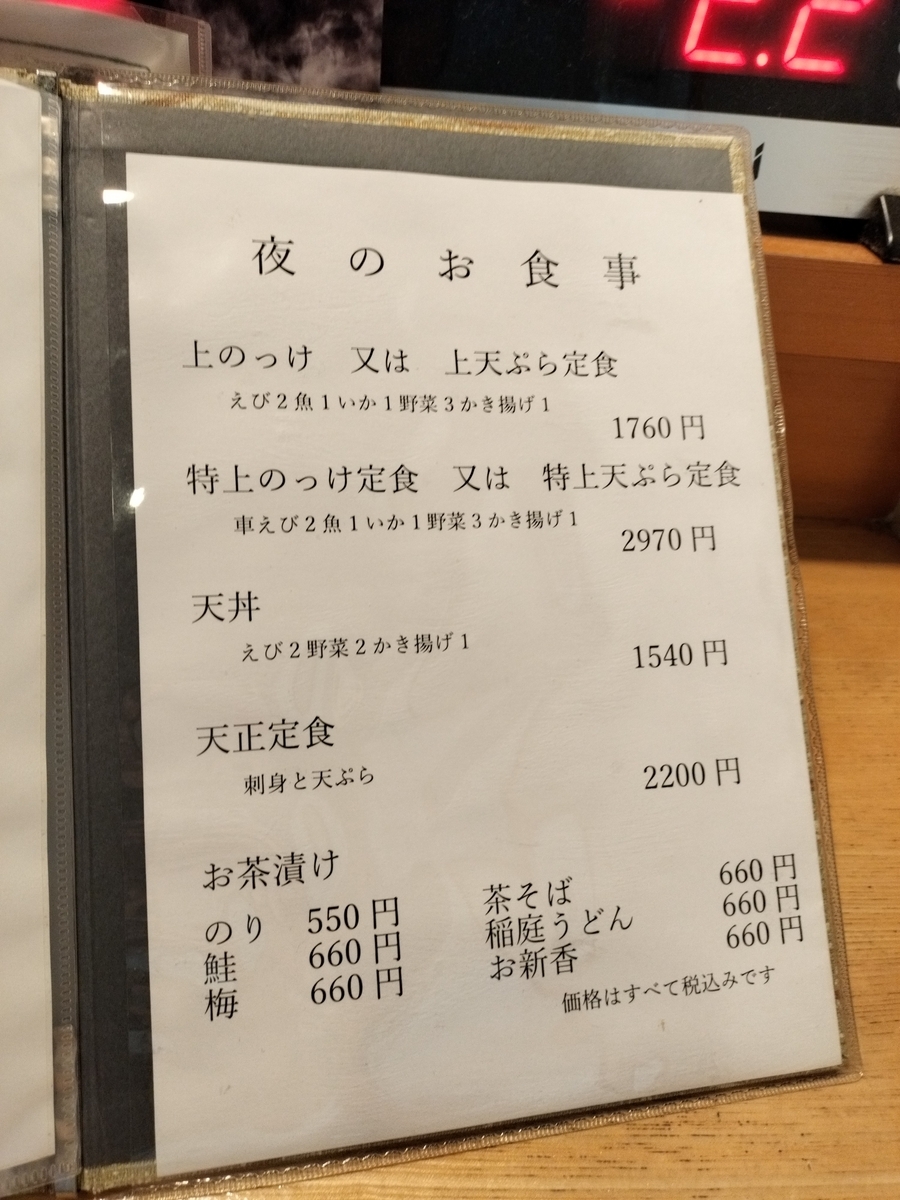 2.2
夜のお食事
上のっけ　又は　上天ぷら定食
えび2魚1いか1野菜3かき揚げ1
1760円
特上のっけ定食　又は　特上天ぷら定食
車えび2魚1いか1野菜3かき揚げ1
2970円
天丼
えび2野菜2かき揚げ1
1540円
天正定食
刺身と天ぷら
2200円
お茶漬け
のり　550円
鮭　660円
梅　660円
茶そば　660円
稲庭うどん　660円
お新香　660円
価格はすべて税込みです